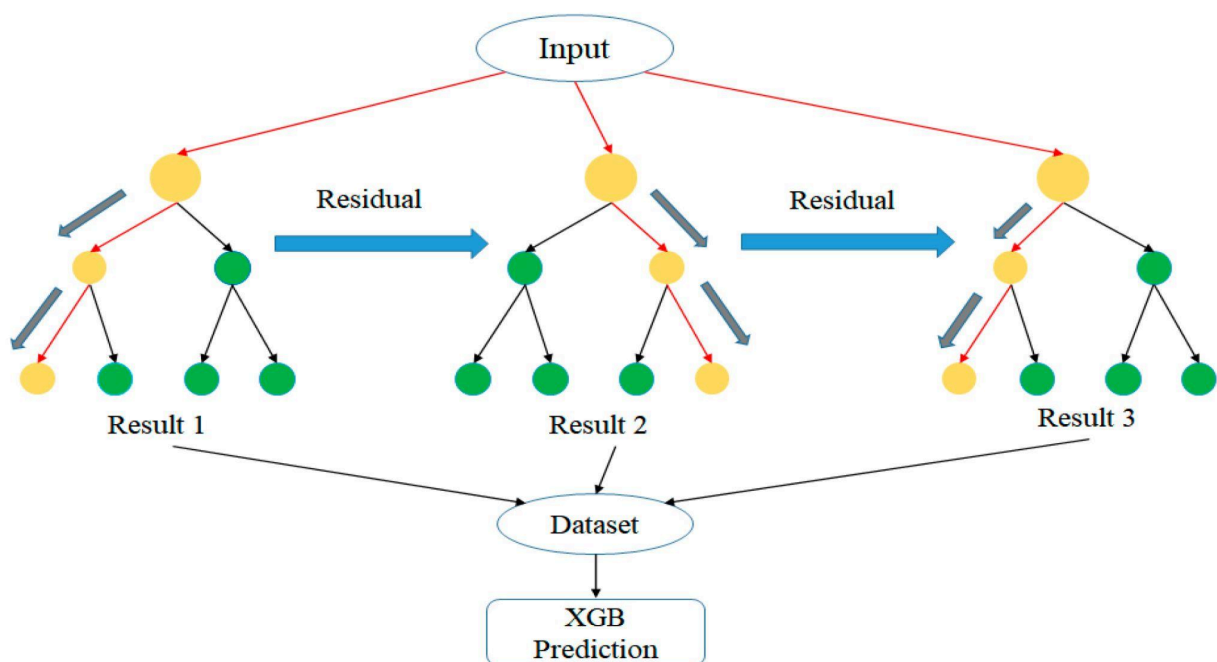 Input
Residual
Residual
Result 1
Result 2
Result 3
Dataset
XGB
Prediction